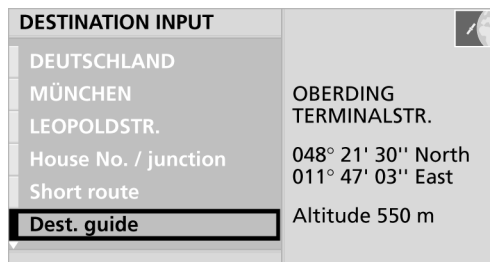 DESTINATION INPUT
DEUTSCHLAND
MÜNCHEN
LEOPOLDSTR.
House No. / junction
Short route
Dest. guide
OBERDING
TERMINALSTR.
048° 21' 30'' North
011° 47' 03'' East
Altitude 550 m